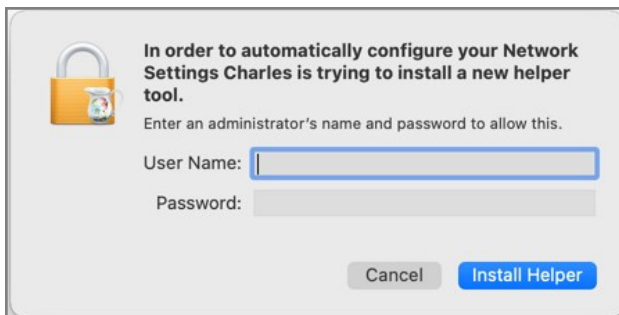 In order to automatically configure your Network
Settings Charles is trying to install a new helper
tool.
Enter an administrator's name and password to allow this.
User Name:
Password:
Cancel
Install Helper